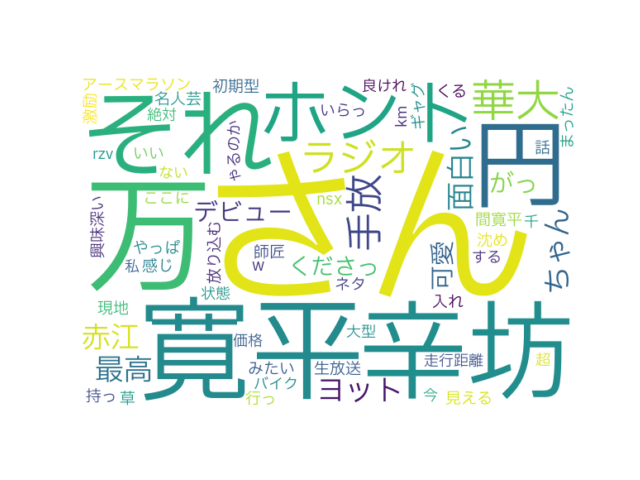 アースマラソン 初期型 良けれ くる
激励 名人芸 絶対 いらっ km ギャグ 華大 まったん
それ ホント
rzv いい ラジオ 面白い 円 話
ない ゃるのか がっ
万 さん
ここに デビュー nsx 手放 間寛平 千
興味深い やっぱ 師匠 くださっ 可愛 沈め ちゃん
私 感じ 放り込む w ネタ する
現地 状態 入れ
寛平 辛坊
赤江 価格 大型
最高 みたい 生放送 走行距離 超
バイク ヨット
持っ 草 行っ 今 見える